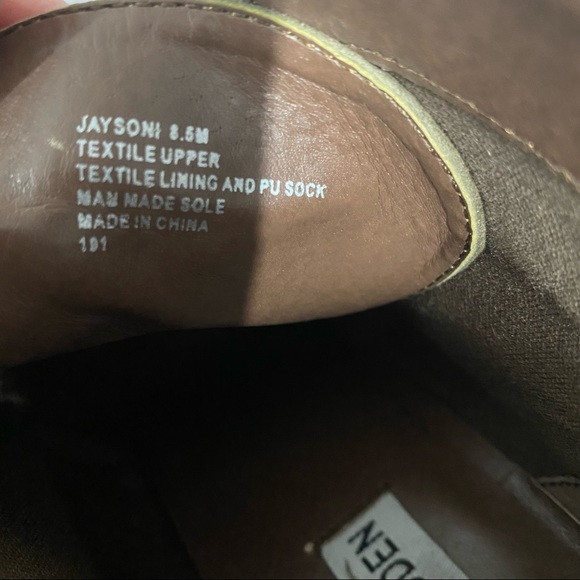 JAYSONI 8.5M
TEXTILE UPPER
TEXTILE LINING AND PU SOCK
MAN MADE SOLE
MADE IN CHINA
191
DEN